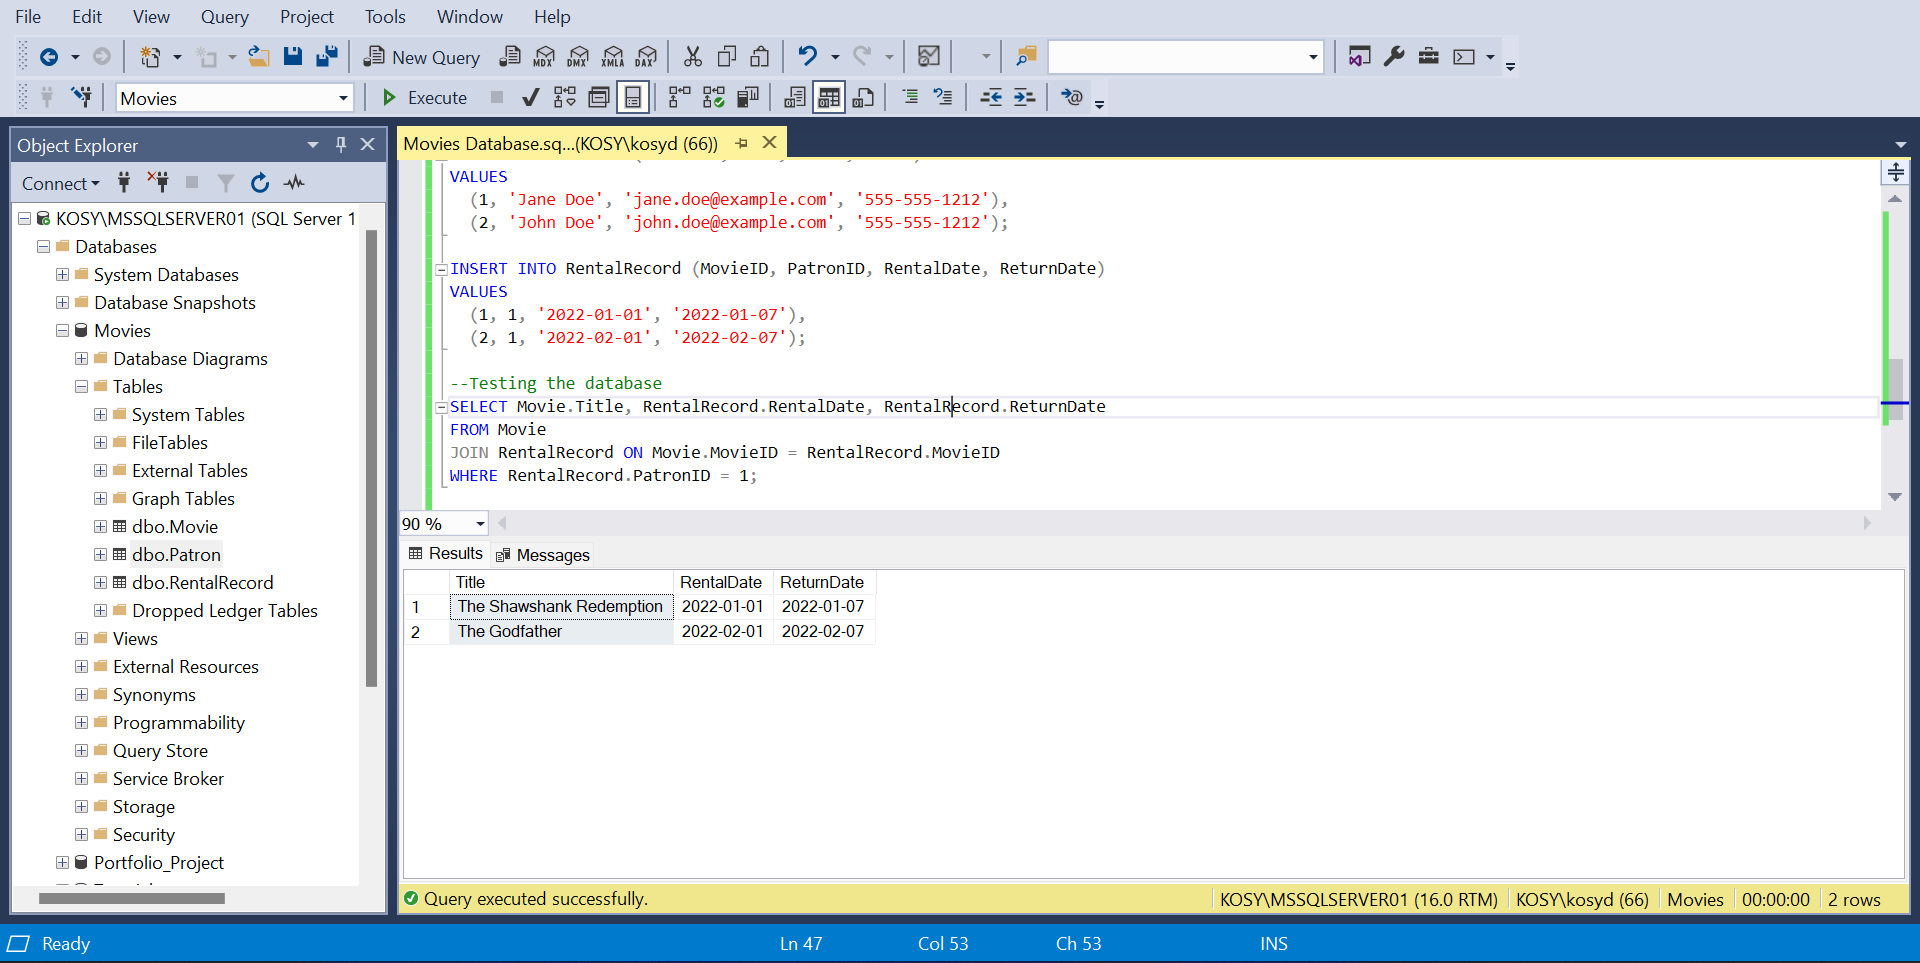 File Edit View Query Project Tools Window Help
New Query MDX DMX XMLA DAX
Movies Execute
Object Explorer
Connect
KOSY\MSSQLSERVER01 (SQL Server 1
Databases
System Databases
Database Snapshots
Movies
Database Diagrams
Tables
System Tables
FileTables
External Tables
Graph Tables
dbo.Movie
dbo.Patron
dbo.RentalRecord
Dropped Ledger Tables
Views
External Resources
Synonyms
Programmability
Query Store
Service Broker
Storage
Security
Portfolio_Project
Movies Database.sq...(KOSY\kosyd (66))
VALUES
(1, 'Jane Doe', 'jane.doe@example.com', '555-555-1212'),
(2, 'John Doe', 'john.doe@example.com', '555-555-1212');
INSERT INTO RentalRecord (MovieID, PatronID, RentalDate, ReturnDate)
VALUES
(1, 1, '2022-01-01', '2022-01-07'),
(2, 1, '2022-02-01', '2022-02-07');
--Testing the database
SELECT Movie.Title, RentalRecord.RentalDate, RentalRecord.ReturnDate
FROM Movie
JOIN RentalRecord ON Movie.MovieID = RentalRecord.MovieID
WHERE RentalRecord.PatronID = 1;
90 %
Results Messages
Title RentalDate ReturnDate
1 The Shawshank Redemption 2022-01-01 2022-01-07
2 The Godfather 2022-02-01 2022-02-07
Query executed successfully. KOSY\MSSQLSERVER01 (16.0 RTM) KOSY\kosyd (66) Movies 00:00:00 2 rows
Ready Ln 47 Col 53 Ch 53 INS